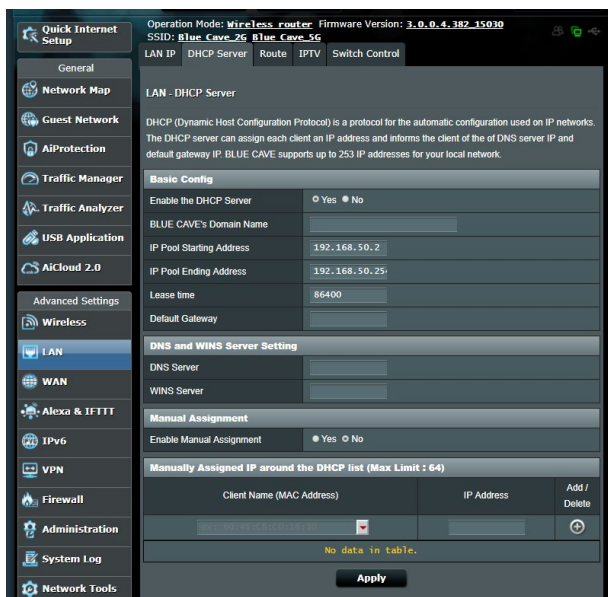 Quick Internet
Setup
General
Network Map
Guest Network
AiProtection
Traffic Manager
Traffic Analyzer
USB Application
AiCloud 2.0
Advanced Settings
Wireless
LAN
WAN
Alexa & IFTTT
IPv6
VPN
Firewall
Administration
System Log
Network Tools
Operation Mode: Wireless router Firmware Version: 3.0.0.4.382_15030
SSID: Blue Cave_2G Blue Cave_5G
LAN IP DHCP Server Route IPTV Switch Control
LAN - DHCP Server
DHCP (Dynamic Host Configuration Protocol) is a protocol for the automatic configuration used on IP networks.
The DHCP server can assign each client an IP address and informs the client of the of DNS server IP and
default gateway IP. BLUE CAVE supports up to 253 IP addresses for your local network.
Basic Config
Enable the DHCP Server Yes No
BLUE CAVE's Domain Name
IP Pool Starting Address 192.168.50.2
IP Pool Ending Address 192.168.50.25
Lease time 86400
Default Gateway
DNS and WINS Server Setting
DNS Server
WINS Server
Manual Assignment
Enable Manual Assignment Yes No
Manually Assigned IP around the DHCP list (Max Limit : 64)
Client Name (MAC Address) IP Address Add /
Delete
No data in table.
Apply